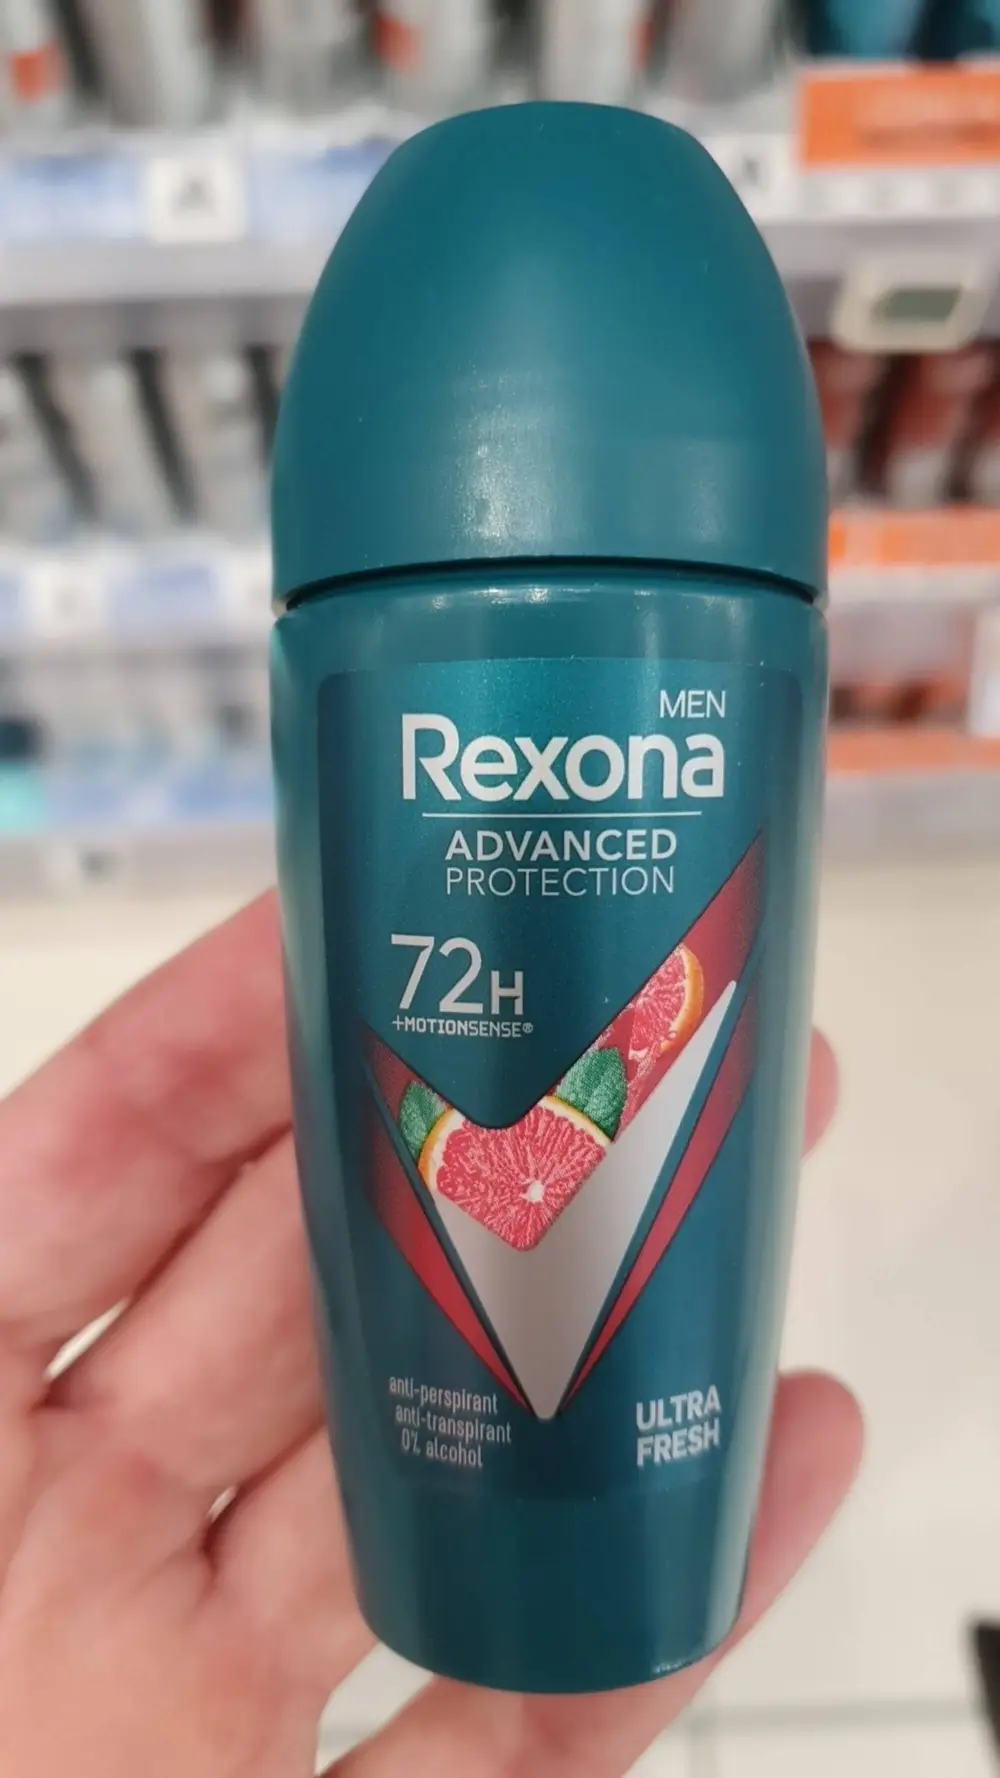 MEN
Rexona
ADVANCED
PROTECTION
72H
+MOTIONSENSE®
anti-perspirant
anti-transpirant
0% alcohol
ULTRA
FRESH